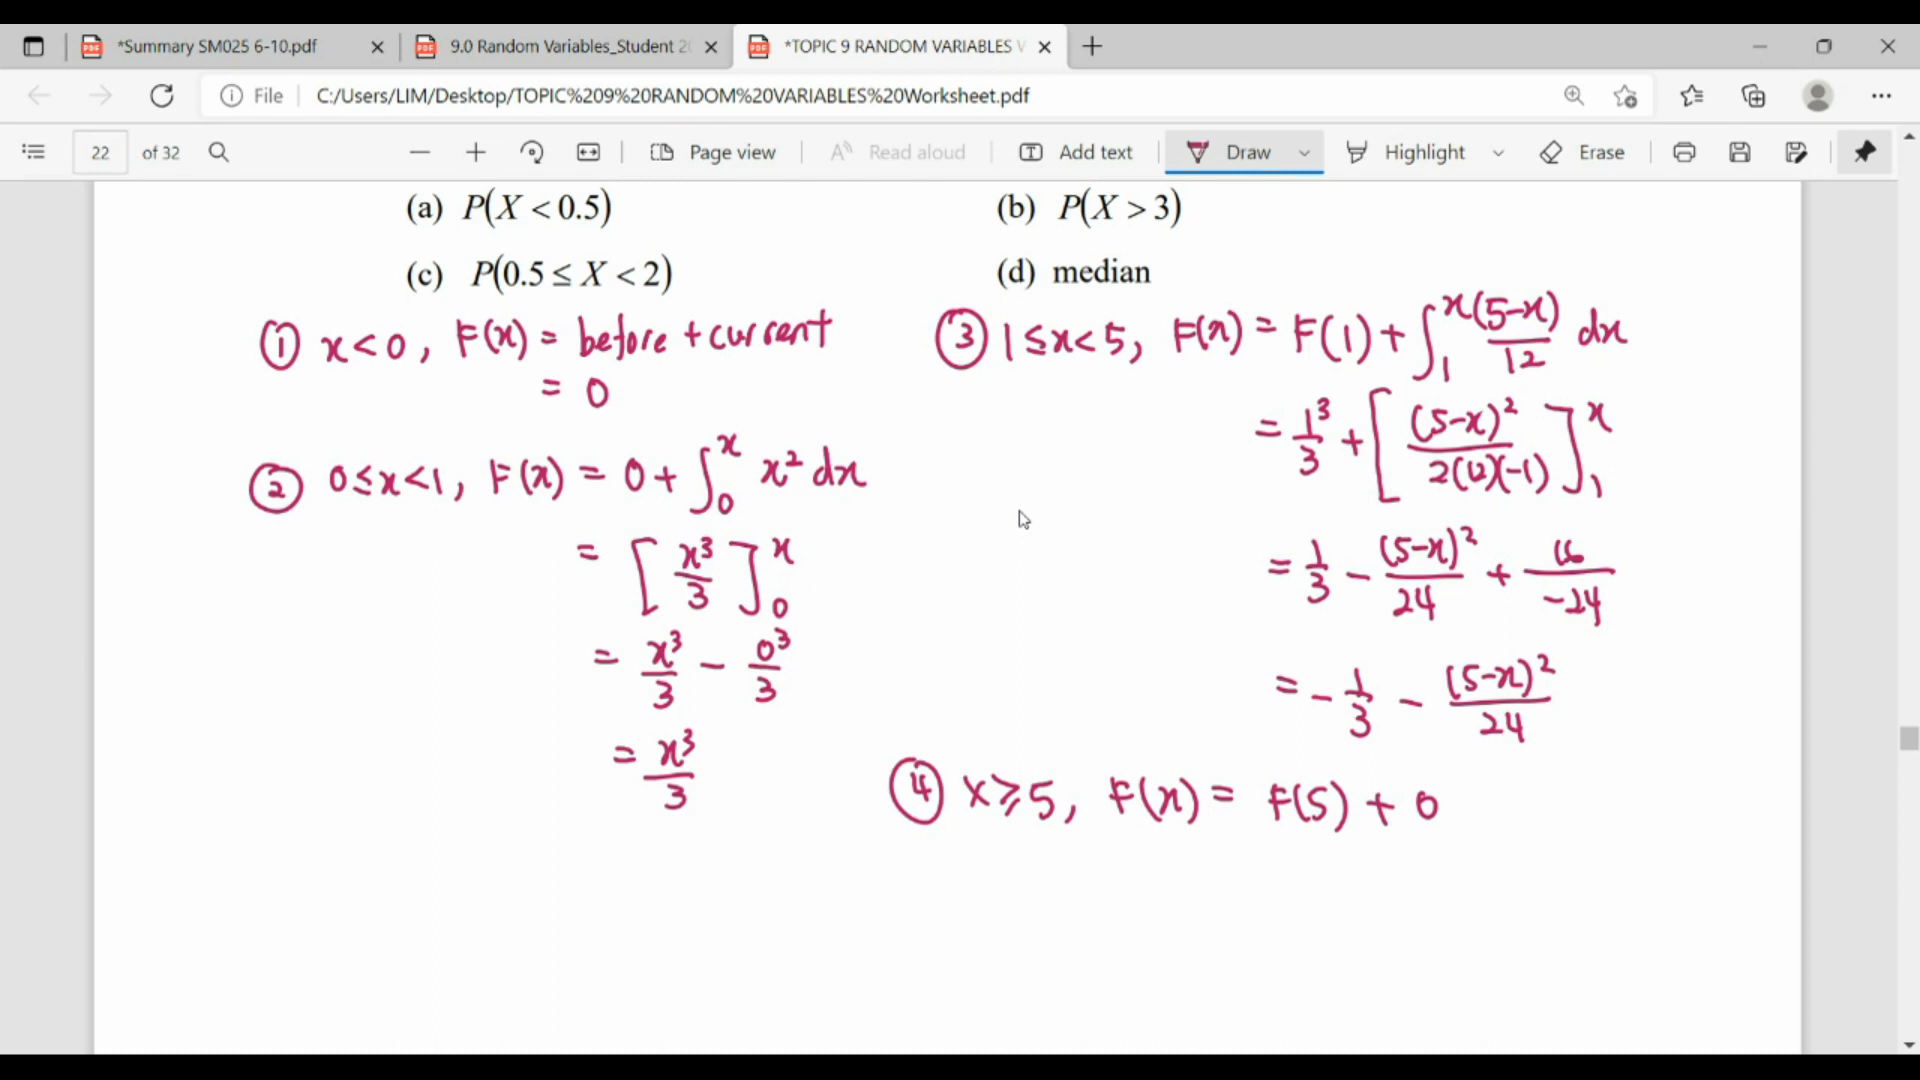 *Summary SM025 6-10.pdf
9.0 Random Variables_Student 20
*TOPIC 9 RANDOM VARIABLES
File C:/Users/LIM/Desktop/TOPIC%209%20RANDOM%20VARIABLES%20Worksheet.pdf
22 of 32 Page view Read aloud Add text Draw Highlight Erase
(a) P(X < 0.5)
(b) P(X > 3)
(c) P(0.5 ≤ X < 2)
(d) median
① x < 0, F(x) = before + current
= 0
② 0 ≤ x < 1, F(x) = 0 + ∫₀ˣ x² dx
= [x³/3]₀ˣ
= x³/3 − 0³/3
= x³/3
③ 1 ≤ x < 5, F(x) = F(1) + ∫₁ˣ (5−x)/12 dx
= 1³/3 + [(5−x)²/2(12)(−1)]₁ˣ
= 1/3 − (5−x)²/24 + 16/−24
= −1/3 − (5−x)²/24
④ x ≥ 5, F(x) = F(5) + 0